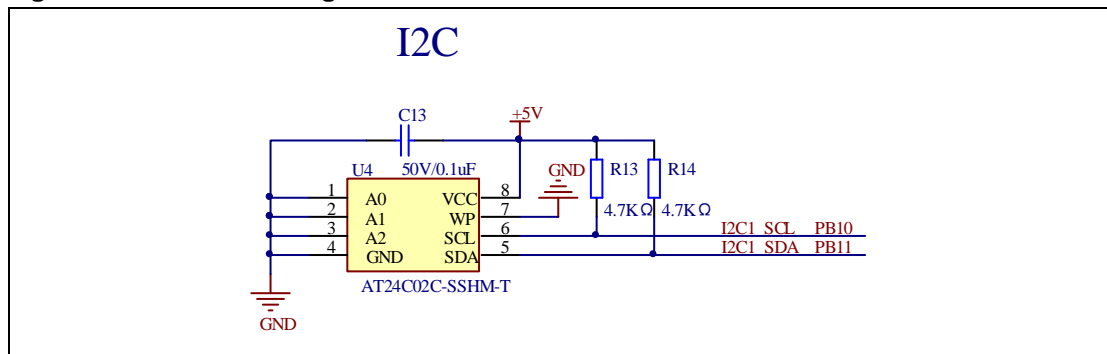 I2C
+5V
C13
50V/0.1uF
U4
GND
R13
R14
1
A0
VCC
8
2
A1
WP
7
4.7KΩ
4.7KΩ
3
A2
SCL
6
I2C1_SCL
PB10
4
GND
SDA
5
I2C1_SDA
PB11
AT24C02C-SSHM-T
GND